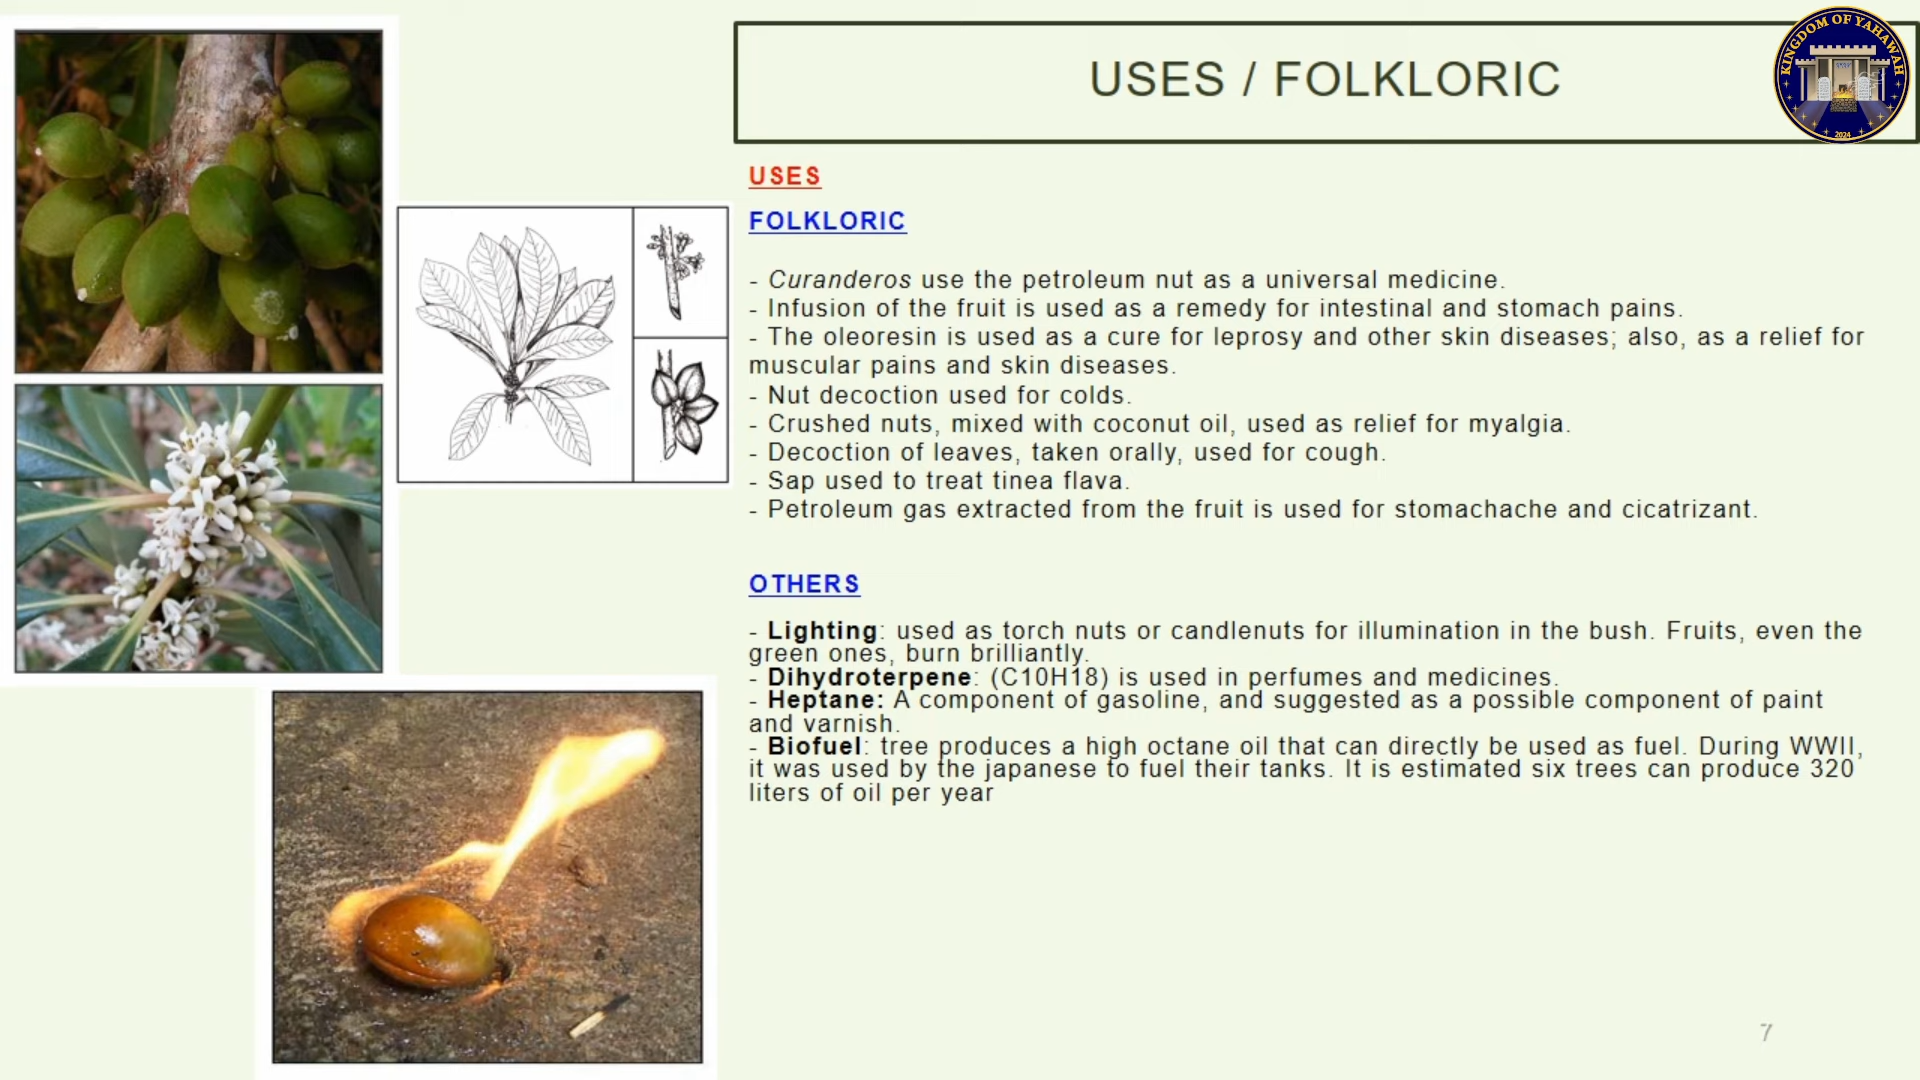 USES / FOLKLORIC
KINGDOM OF YAHAWAH
2024
USES
FOLKLORIC
- Curanderos use the petroleum nut as a universal medicine.
- Infusion of the fruit is used as a remedy for intestinal and stomach pains.
- The oleoresin is used as a cure for leprosy and other skin diseases; also, as a relief for
muscular pains and skin diseases.
- Nut decoction used for colds.
- Crushed nuts, mixed with coconut oil, used as relief for myalgia.
- Decoction of leaves, taken orally, used for cough.
- Sap used to treat tinea flava.
- Petroleum gas extracted from the fruit is used for stomachache and cicatrizant.
OTHERS
- Lighting: used as torch nuts or candlenuts for illumination in the bush. Fruits, even the
green ones, burn brilliantly.
- Dihydroterpene: (C10H18) is used in perfumes and medicines.
- Heptane: A component of gasoline, and suggested as a possible component of paint
and varnish.
- Biofuel: tree produces a high octane oil that can directly be used as fuel. During WWII,
it was used by the japanese to fuel their tanks. It is estimated six trees can produce 320
liters of oil per year
7